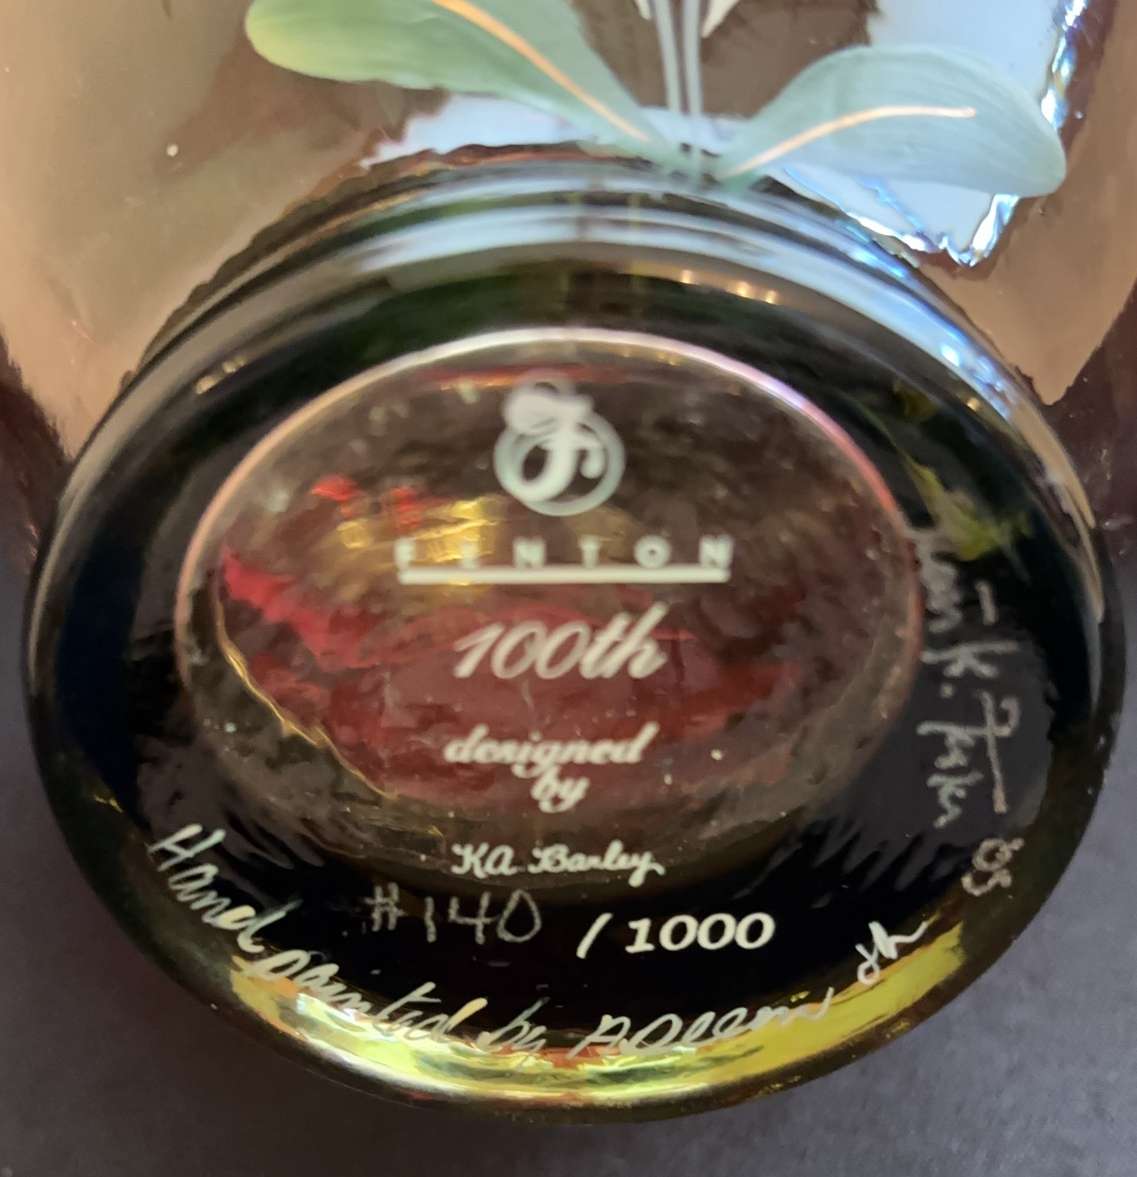 F
FENTON
100th
designed
by
KA Barley
#140 / 1000
Hand painted by
K.
'05